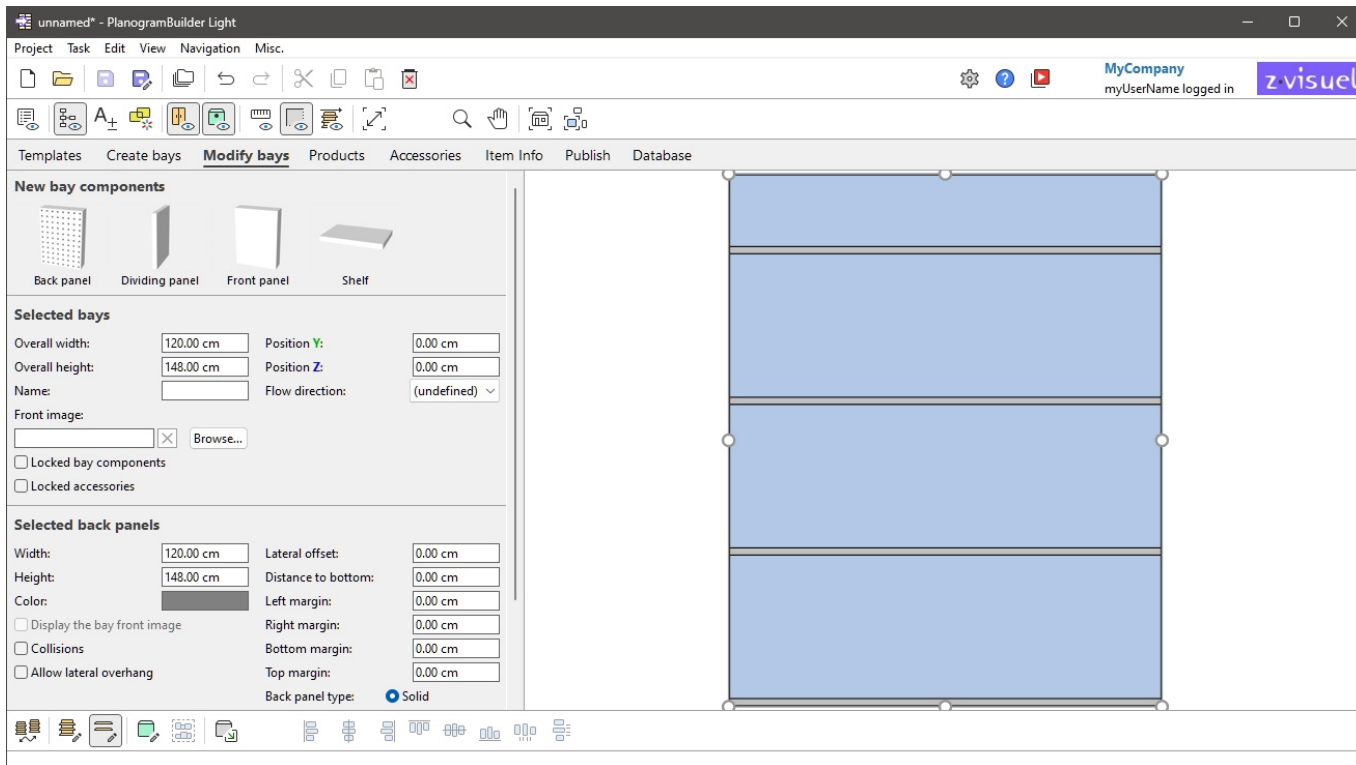 unnamed* - PlanogramBuilder Light
Project Task Edit View Navigation Misc.
MyCompany
myUserName logged in
z·visuel
Templates Create bays Modify bays Products Accessories Item Info Publish Database
New bay components
Back panel Dividing panel Front panel Shelf
Selected bays
Overall width: 120.00 cm Position Y: 0.00 cm
Overall height: 148.00 cm Position Z: 0.00 cm
Name: Flow direction: (undefined)
Front image:
Browse...
Locked bay components
Locked accessories
Selected back panels
Width: 120.00 cm Lateral offset: 0.00 cm
Height: 148.00 cm Distance to bottom: 0.00 cm
Color: Left margin: 0.00 cm
Display the bay front image Right margin: 0.00 cm
Collisions Bottom margin: 0.00 cm
Allow lateral overhang Top margin: 0.00 cm
Back panel type: Solid